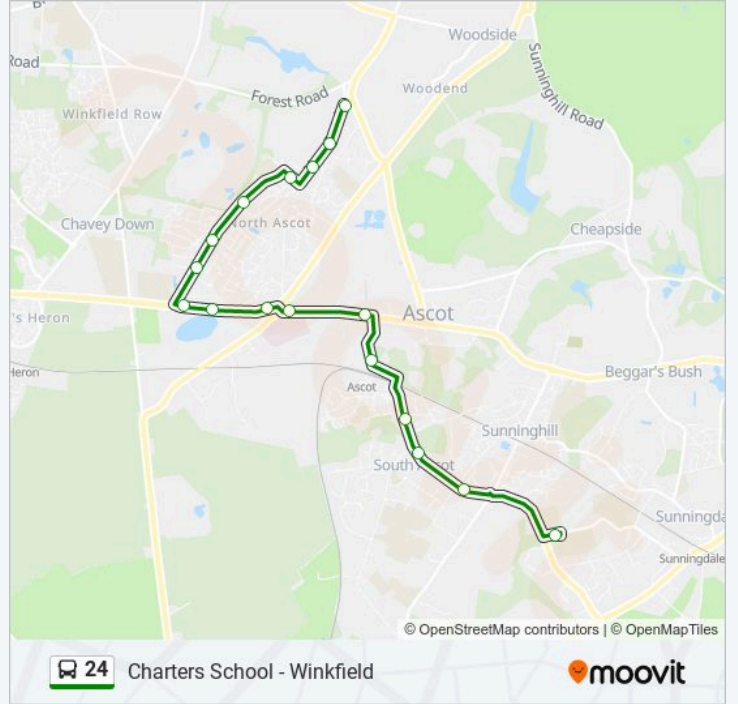 Woodside
Road
Woodend
Forest Road
Sunninghill Road
Winkfield Row
Chavey Down
North Ascot
Cheapside
's Heron
Ascot
Heron
Beggar's Bush
Ascot
Sunninghill
South Ascot
Sunningda
Sunningdale
© OpenStreetMap contributors | © OpenMapTiles
24 Charters School - Winkfield
moovit